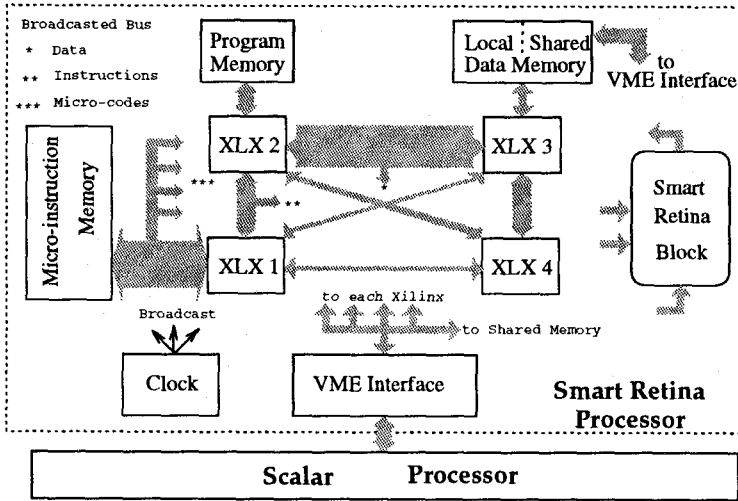 Broadcasted Bus
* Data
** Instructions
*** Micro-codes
Program
Memory
Local Shared
Data Memory
to
VME Interface
Micro-instruction
Memory
XLX 2
XLX 3
***
*
**
Smart
Retina
Block
XLX 1
XLX 4
Broadcast
to each Xilinx
to Shared Memory
Clock
VME Interface
Smart Retina
Processor
Scalar Processor